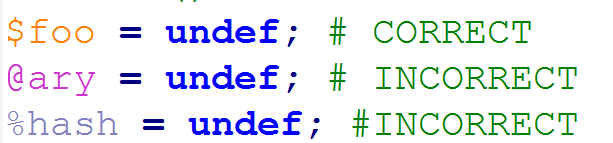 $foo = undef; # CORRECT
@ary = undef; # INCORRECT
%hash = undef; #INCORRECT